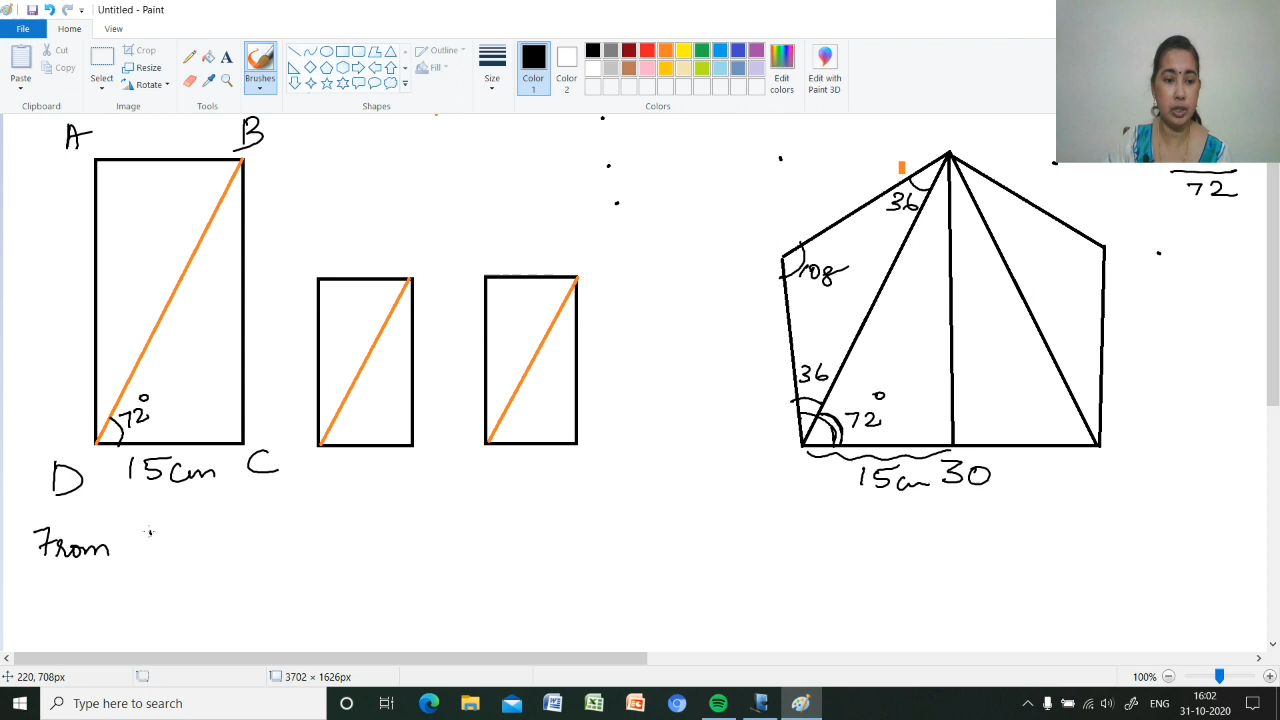 Untitled - Paint
File
Home
View
Paste
Cut
Copy
Clipboard
Select
Crop
Resize
Rotate
Image
Tools
Brushes
Outline
Fill
Shapes
Size
Color 1
Color 2
Edit colors
Edit with Paint 3D
Colors
A
B
72
36
108
36
72°
72°
D
15cm
C
15cm
30
From
220, 708px
3702 × 1626px
100%
Type here to search
ENG
16:02
31-10-2020